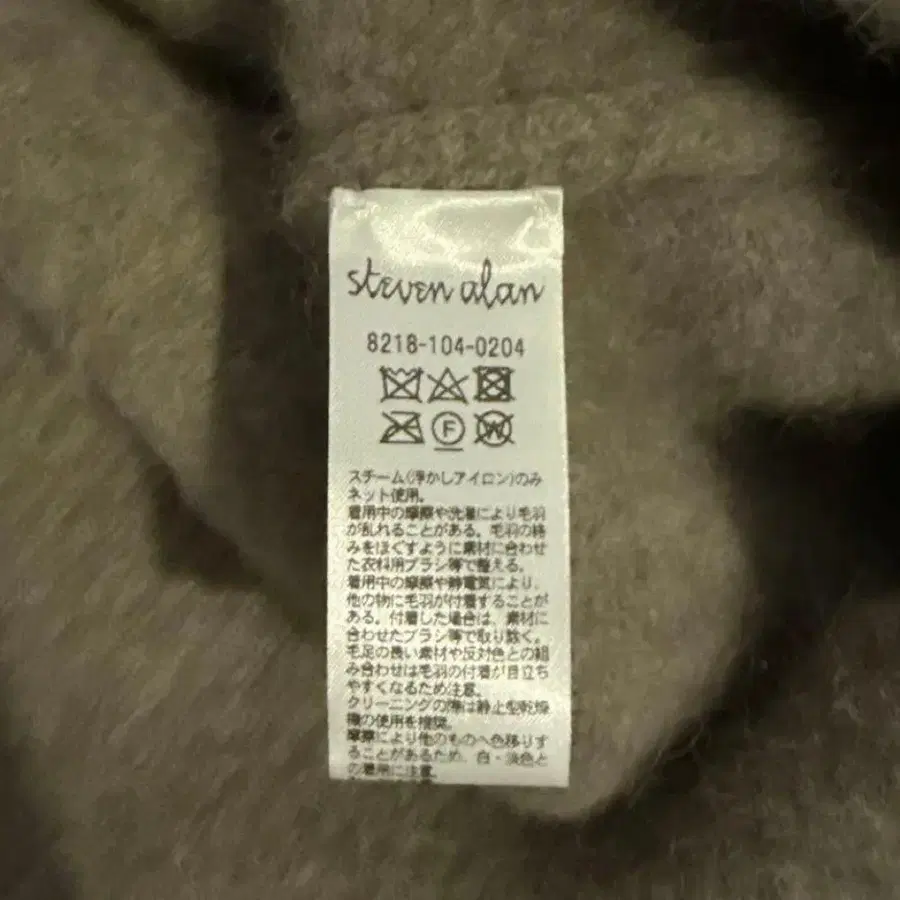 steven alan
8218-104-0204
F
W
スチーム(浮かしアイロン)のみ
ネット使用。
着用中の摩擦や洗濯により毛羽
が乱れることがある。毛羽の絡
みをほぐすように素材に合わせ
た衣料用ブラシ等で整える。
着用中の摩擦や静電気により、
他の物に毛羽が付着することが
ある。付着した場合は、素材に
合わせたブラシ等で取り除く。
毛足の長い素材や反対色との組
み合わせは毛羽の付着が目立ち
やすくなるため注意。
クリーニングの際は静止型乾燥
機の使用を推奨。
摩擦により他のものへ色移りす
ることがあるため、白・淡色と
の着用に注意。